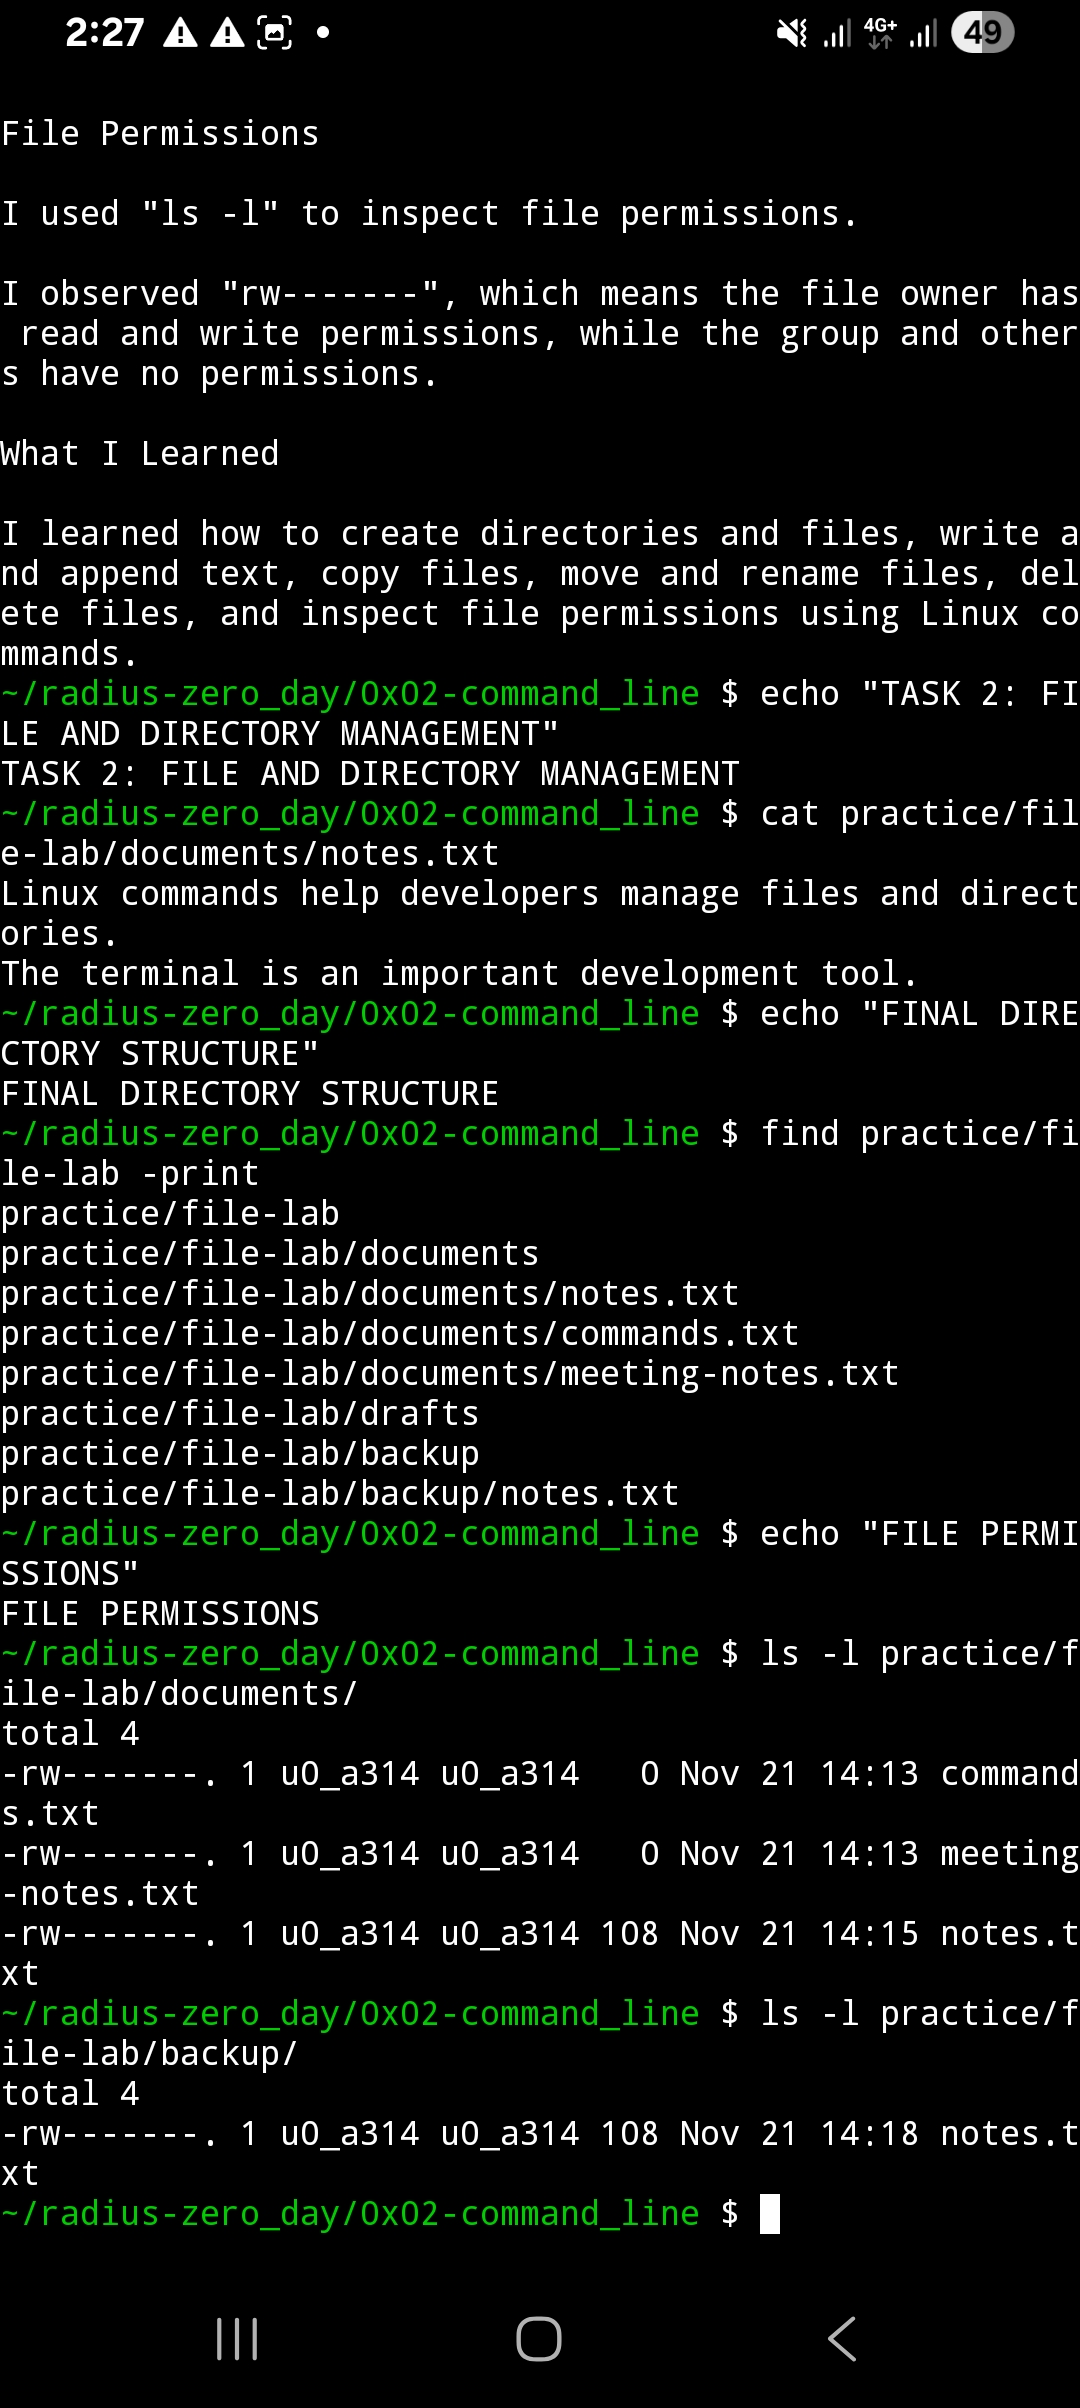 2:27
4G+
49
File Permissions
I used "ls -l" to inspect file permissions.
I observed "rw-------", which means the file owner has
 read and write permissions, while the group and other
s have no permissions.
What I Learned
I learned how to create directories and files, write a
nd append text, copy files, move and rename files, del
ete files, and inspect file permissions using Linux co
mmands.
~/radius-zero_day/0x02-command_line $ echo "TASK 2: FI
LE AND DIRECTORY MANAGEMENT"
TASK 2: FILE AND DIRECTORY MANAGEMENT
~/radius-zero_day/0x02-command_line $ cat practice/fil
e-lab/documents/notes.txt
Linux commands help developers manage files and direct
ories.
The terminal is an important development tool.
~/radius-zero_day/0x02-command_line $ echo "FINAL DIRE
CTORY STRUCTURE"
FINAL DIRECTORY STRUCTURE
~/radius-zero_day/0x02-command_line $ find practice/fi
le-lab -print
practice/file-lab
practice/file-lab/documents
practice/file-lab/documents/notes.txt
practice/file-lab/documents/commands.txt
practice/file-lab/documents/meeting-notes.txt
practice/file-lab/drafts
practice/file-lab/backup
practice/file-lab/backup/notes.txt
~/radius-zero_day/0x02-command_line $ echo "FILE PERMI
SSIONS"
FILE PERMISSIONS
~/radius-zero_day/0x02-command_line $ ls -l practice/f
ile-lab/documents/
total 4
-rw-------. 1 u0_a314 u0_a314   0 Nov 21 14:13 command
s.txt
-rw-------. 1 u0_a314 u0_a314   0 Nov 21 14:13 meeting
-notes.txt
-rw-------. 1 u0_a314 u0_a314 108 Nov 21 14:15 notes.t
xt
~/radius-zero_day/0x02-command_line $ ls -l practice/f
ile-lab/backup/
total 4
-rw-------. 1 u0_a314 u0_a314 108 Nov 21 14:18 notes.t
xt
~/radius-zero_day/0x02-command_line $